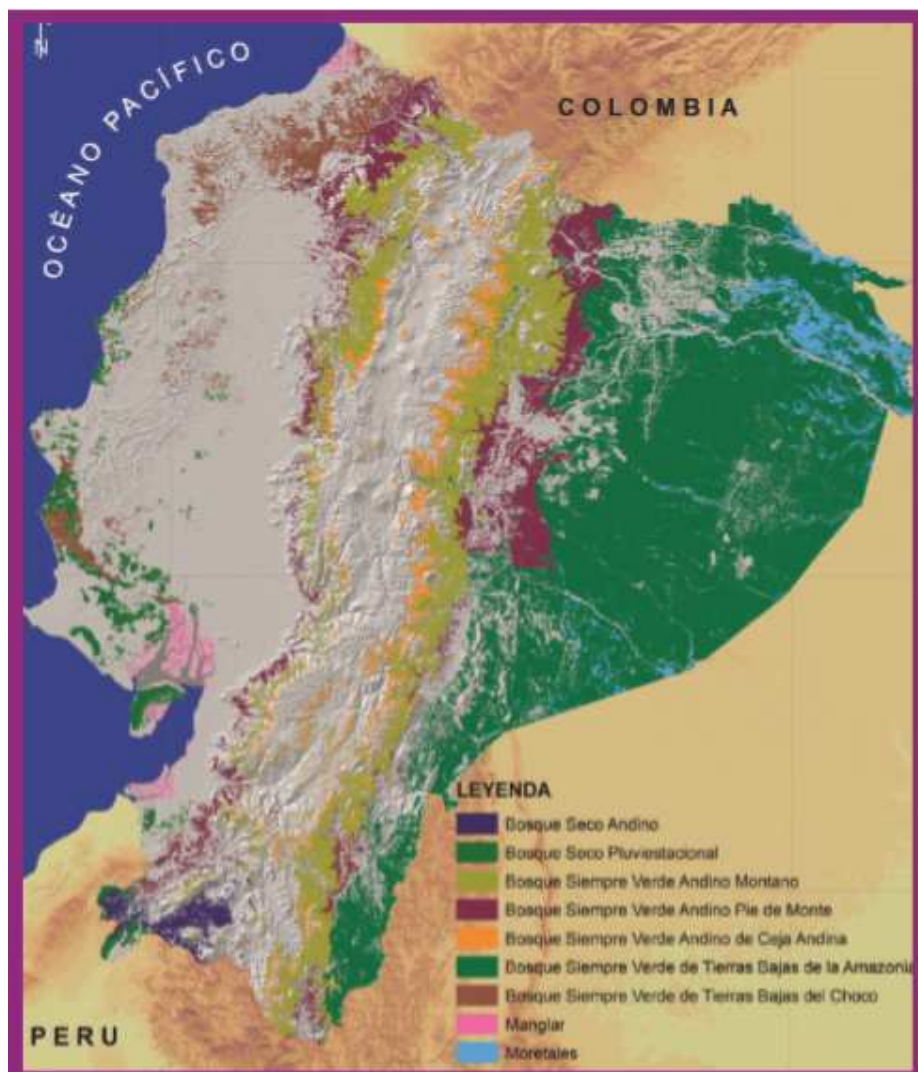 N
OCÉANO PACÍFICO
COLOMBIA
LEYENDA
Bosque Seco Andino
Bosque Seco Pluviestacional
Bosque Siempre Verde Andino Montano
Bosque Siempre Verde Andino Pie de Monte
Bosque Siempre Verde Andino de Ceja Andina
Bosque Siempre Verde de Tierras Bajas de la Amazonia
Bosque Siempre Verde de Tierras Bajas del Choco
Manglar
Moretales
PERU